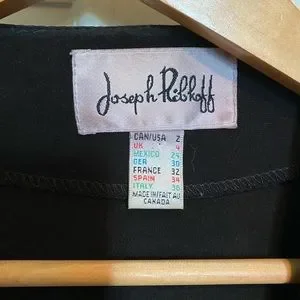 Joseph Ribkoff
CAN/USA 2
UK 4
MEXICO 24
GER 30
FRANCE 32
SPAIN 34
ITALY 36
MADE IN/FAIT AU
CANADA